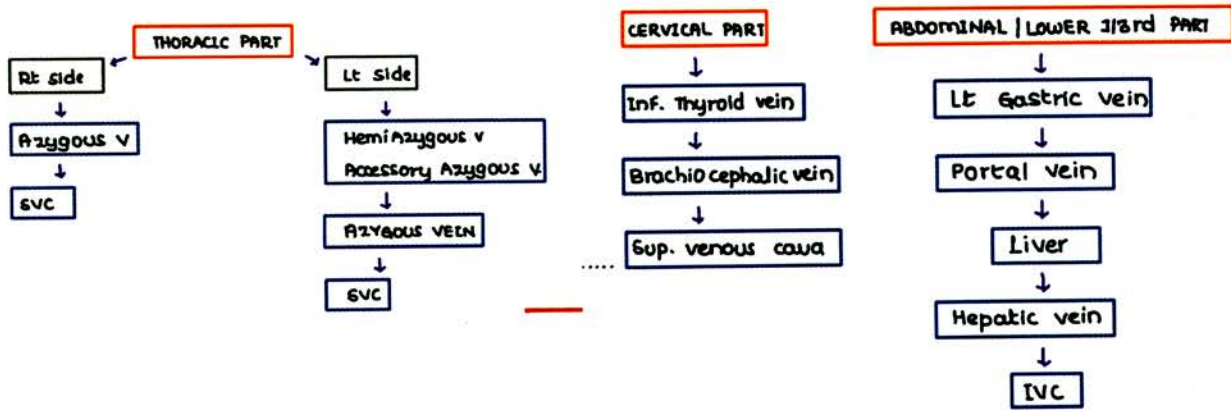 THORACIC PART
Rt side
Azygous V
SVC
Lt side
HemiAzygous V
Accessory Azygous V.
AZYGOUS VEIN
SVC
.....
CERVICAL PART
Inf. Thyroid vein
Brachiocephalic vein
Sup. venous cava
ABDOMINAL / LOWER 1/3rd PART
Lt Gastric vein
Portal vein
Liver
Hepatic vein
IVC